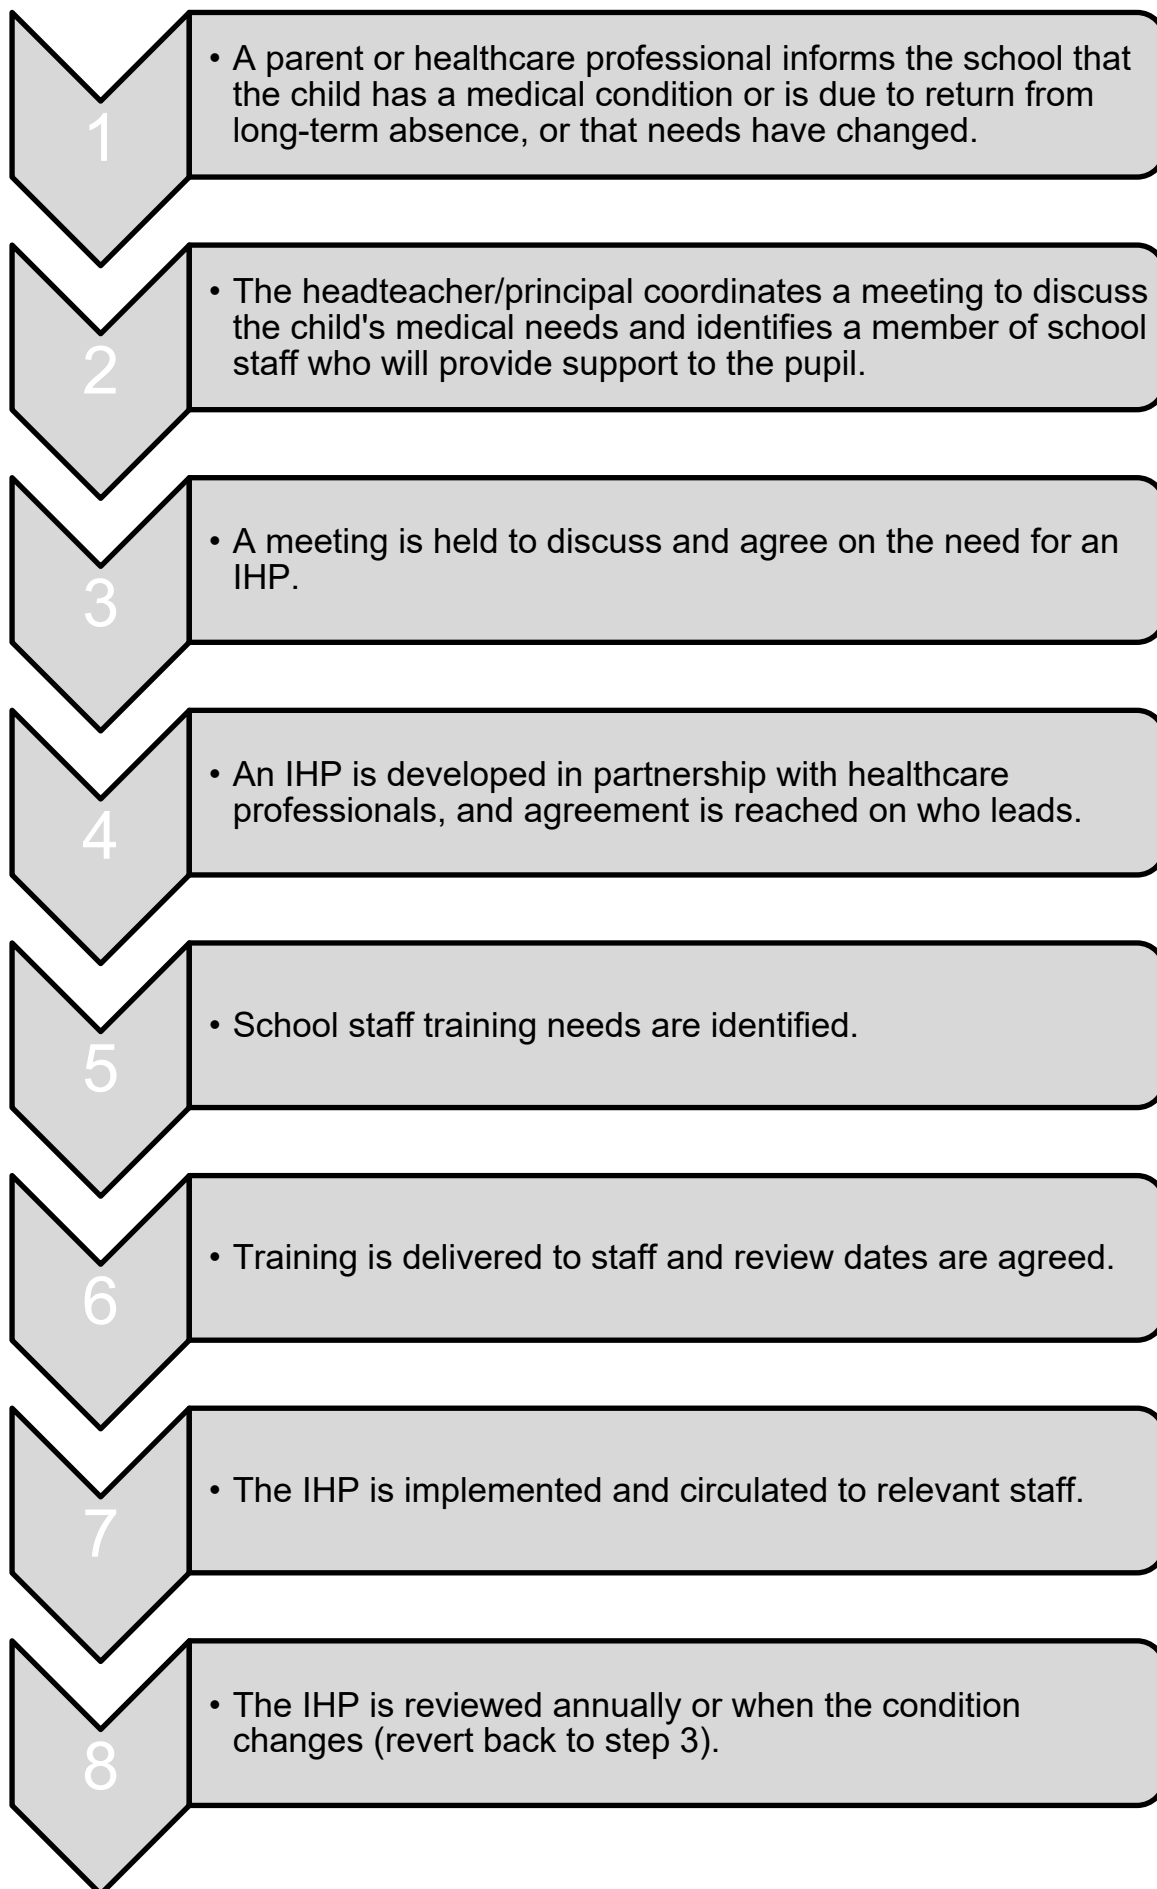 1
• A parent or healthcare professional informs the school that
the child has a medical condition or is due to return from
long-term absence, or that needs have changed.
2
• The headteacher/principal coordinates a meeting to discuss
the child's medical needs and identifies a member of school
staff who will provide support to the pupil.
3
• A meeting is held to discuss and agree on the need for an
IHP.
4
• An IHP is developed in partnership with healthcare
professionals, and agreement is reached on who leads.
5
• School staff training needs are identified.
6
• Training is delivered to staff and review dates are agreed.
7
• The IHP is implemented and circulated to relevant staff.
8
• The IHP is reviewed annually or when the condition
changes (revert back to step 3).